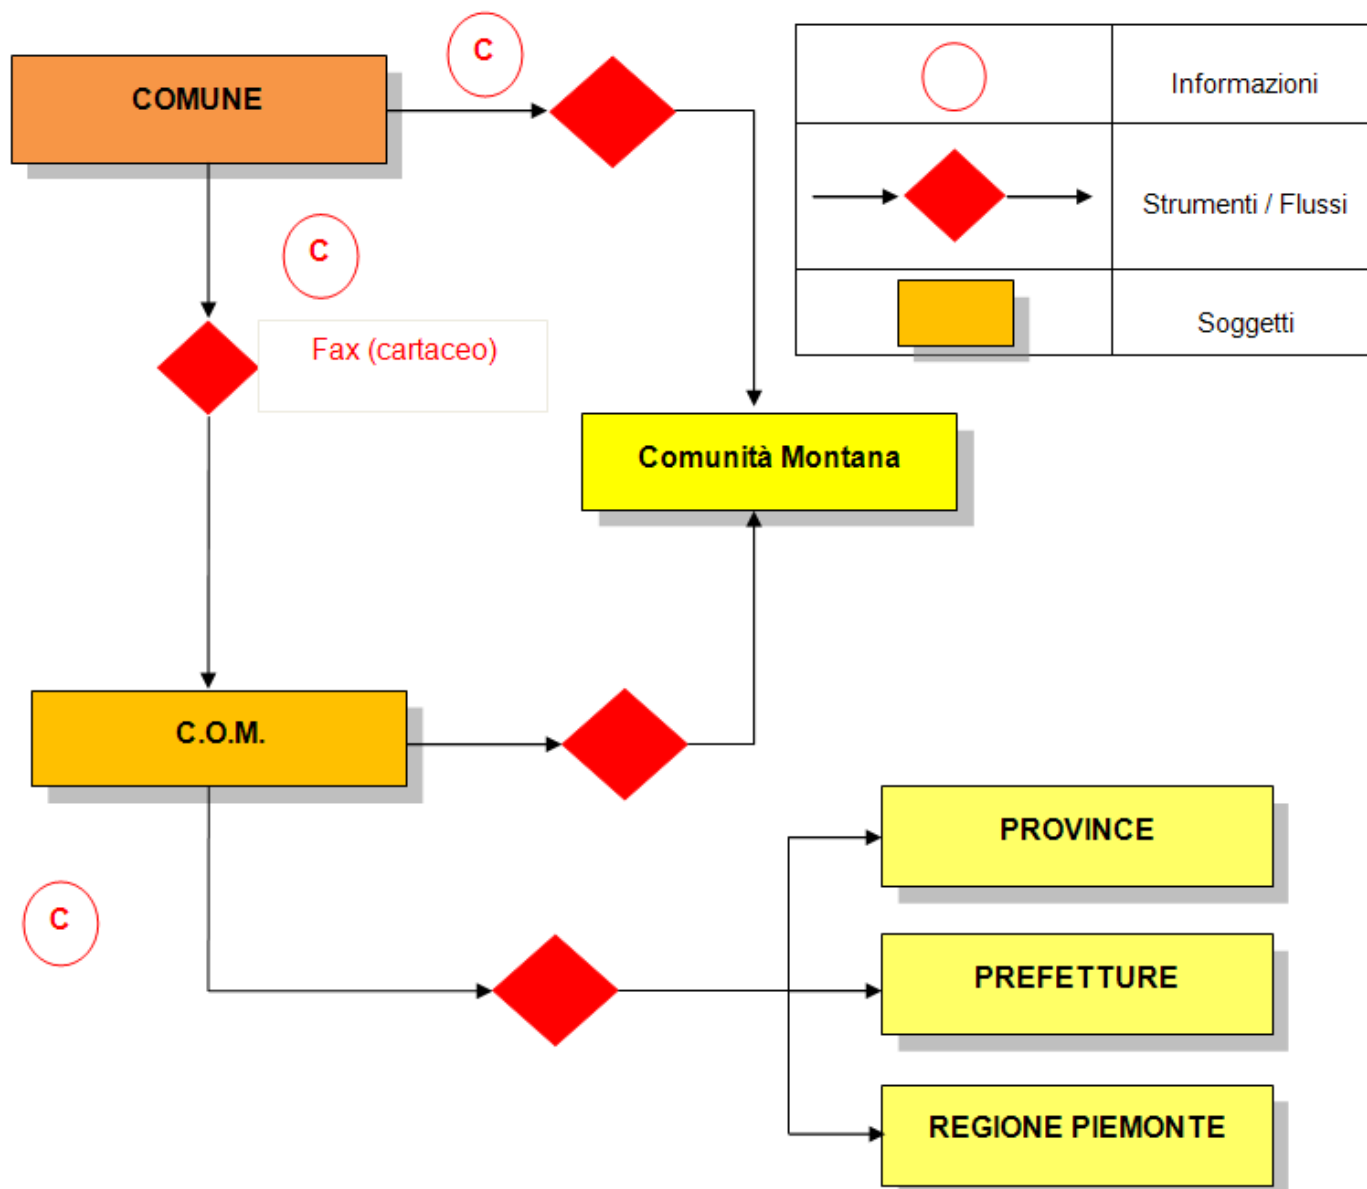 C
COMUNE
Informazioni
C
Strumenti / Flussi
Fax (cartaceo)
Soggetti
Comunità Montana
C.O.M.
PROVINCE
C
PREFETTURE
REGIONE PIEMONTE